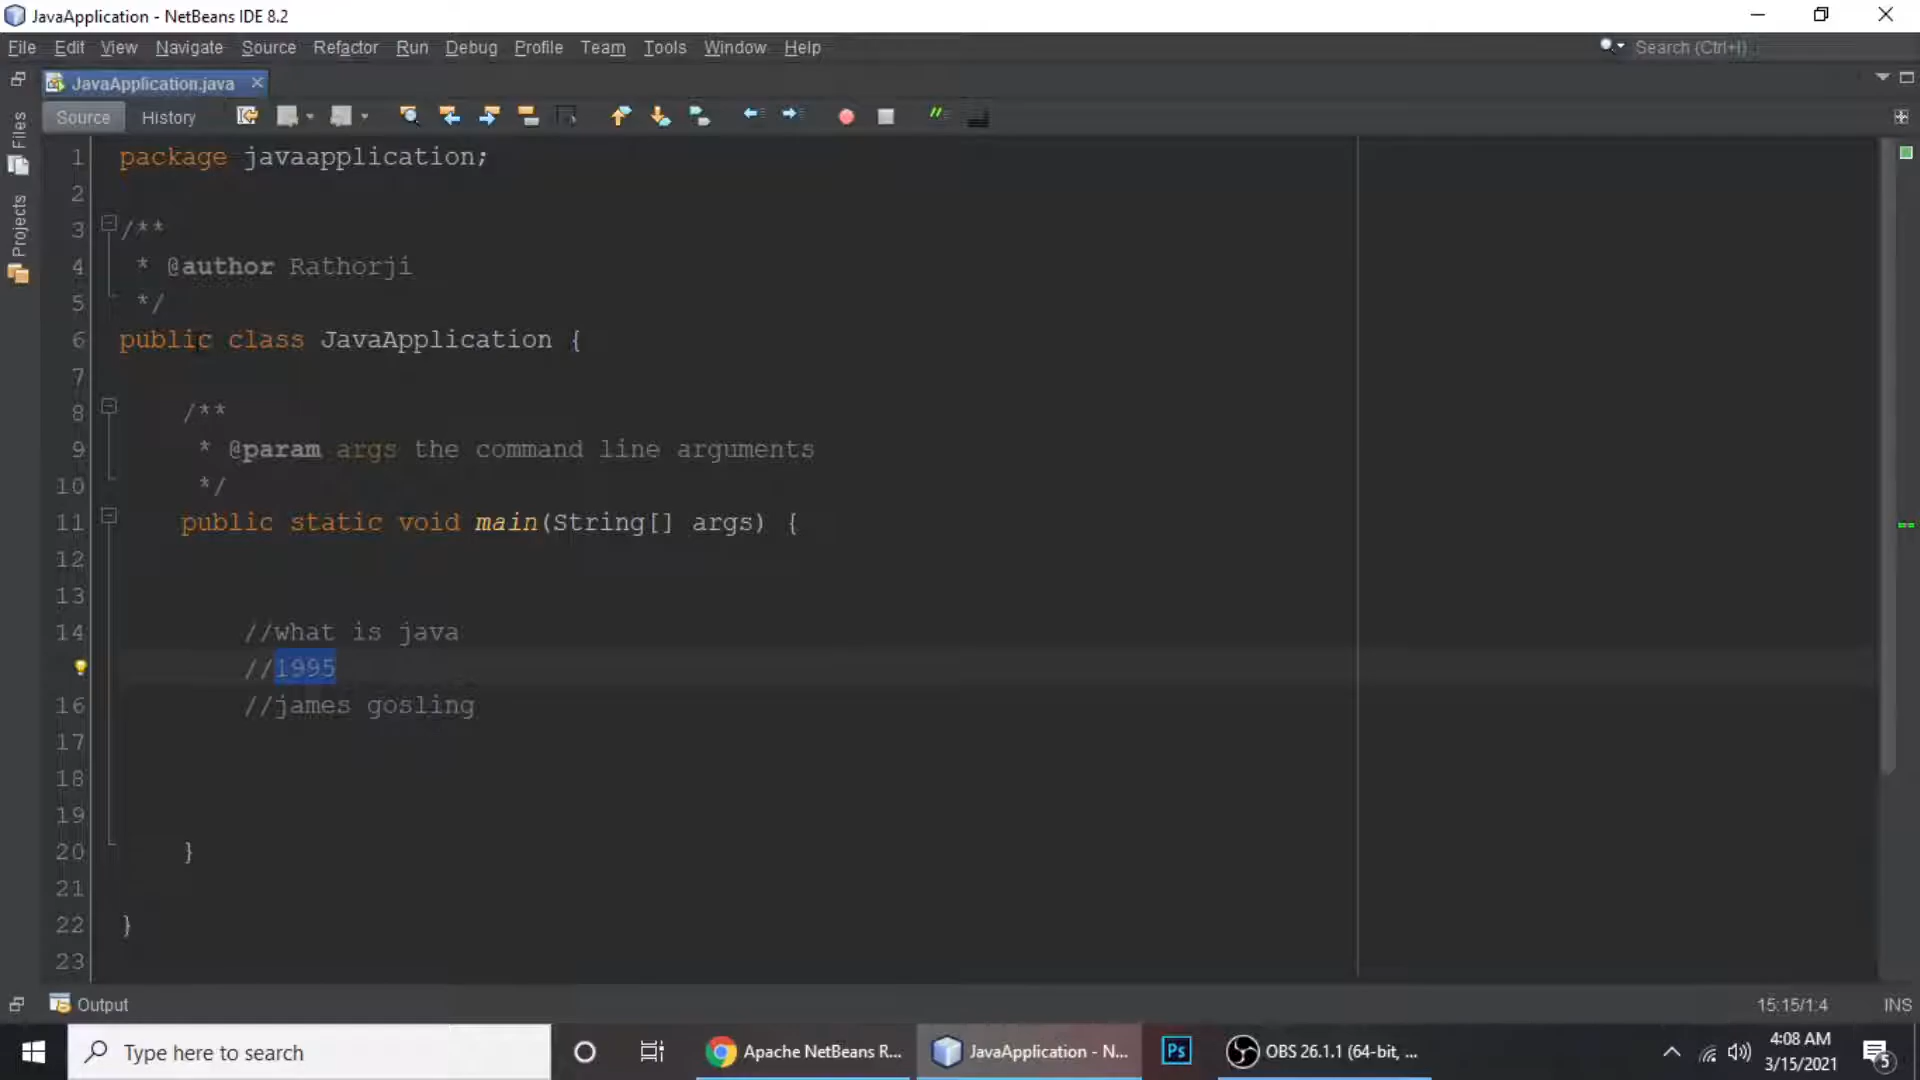 JavaApplication - NetBeans IDE 8.2
File Edit View Navigate Source Refactor Run Debug Profile Team Tools Window Help
Search (Ctrl+I)
JavaApplication.java
Source History
Files
Projects
1 package javaapplication;
2
3 /**
4 * @author Rathorji
5 */
6 public class JavaApplication {
7
8 /**
9 * @param args the command line arguments
10 */
11 public static void main(String[] args) {
12
13
14 //what is java
//1995
16 //james gosling
17
18
19
20 }
21
22 }
23
Output
15:15/1:4 INS
Type here to search
Apache NetBeans R...
JavaApplication - N...
Ps
OBS 26.1.1 (64-bit, ...
4:08 AM
3/15/2021
5